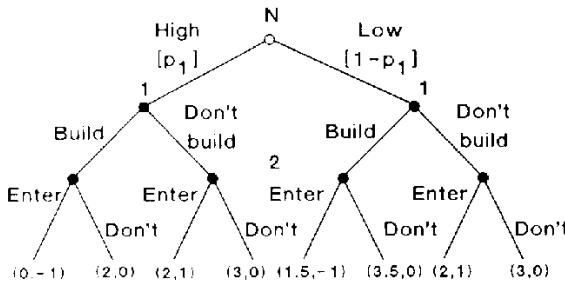 N
High
[p1]
Low
[1-p1]
1
1
Build
Don't
build
Build
Don't
build
2
Enter
Enter
Enter
Enter
Don't
Don't
Don't
Don't
(0,-1) (2,0) (2,1) (3,0) (1.5,-1) (3.5,0) (2,1) (3,0)